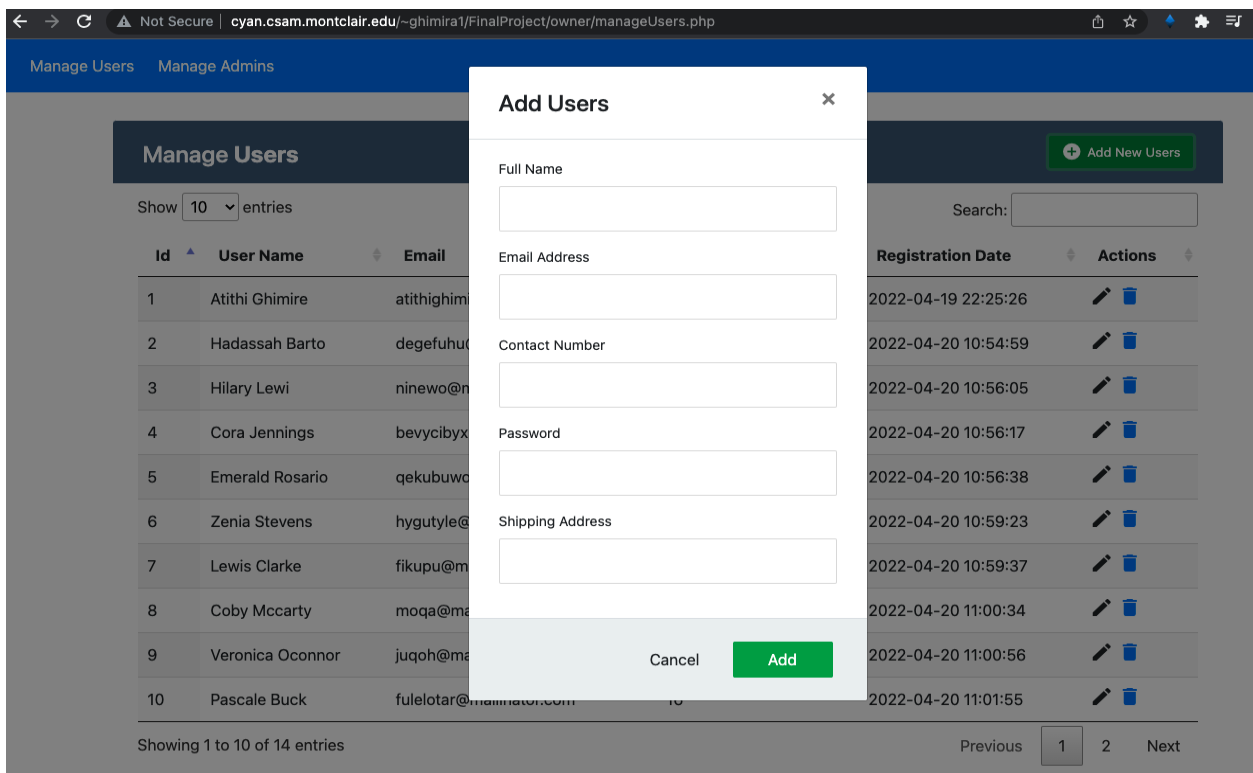 Not Secure | cyan.csam.montclair.edu/~ghimira1/FinalProject/owner/manageUsers.php
Manage Users Manage Admins
Add Users ×
Manage Users
Add New Users
Full Name
Show 10 entries
Search:
Id User Name Email Registration Date Actions
Email Address
1 Atithi Ghimire 2022-04-19 22:25:26
2 Hadassah Barto 2022-04-20 10:54:59
Contact Number
3 Hilary Lewi 2022-04-20 10:56:05
4 Cora Jennings bevycibyx 2022-04-20 10:56:17
Password
5 Emerald Rosario 2022-04-20 10:56:38
6 Zenia Stevens hygutyle@ 2022-04-20 10:59:23
Shipping Address
7 Lewis Clarke fikupu@m 2022-04-20 10:59:37
8 Coby Mccarty 2022-04-20 11:00:34
9 Veronica Oconnor 2022-04-20 11:00:56
Cancel Add
10 Pascale Buck fulelotar@mailinator.com 2022-04-20 11:01:55
Showing 1 to 10 of 14 entries
Previous 1 2 Next